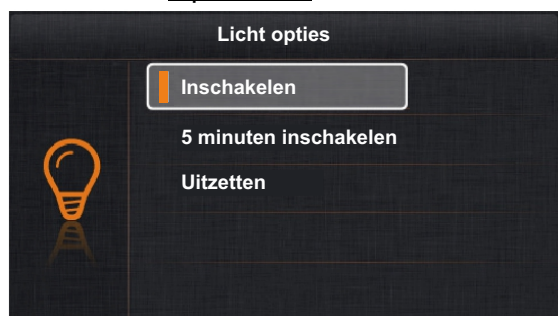 Licht opties
Inschakelen
5 minuten inschakelen
Uitzetten